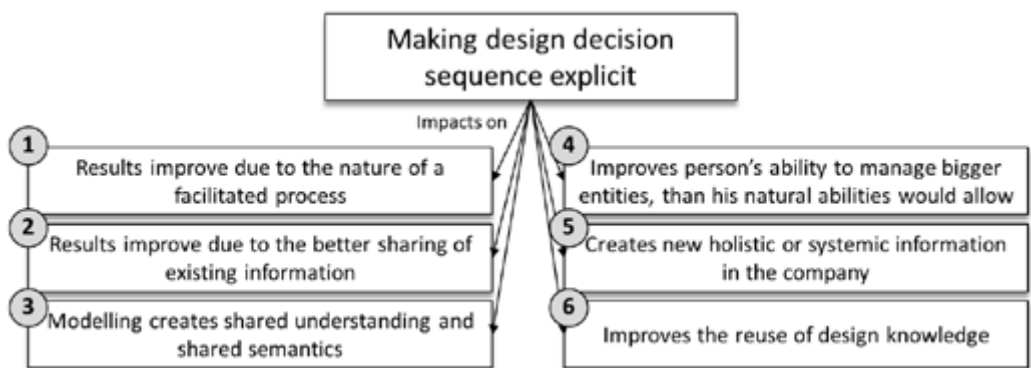 Making design decision
sequence explicit
Impacts on
1
Results improve due to the nature of a
facilitated process
2
Results improve due to the better sharing of
existing information
3
Modelling creates shared understanding and
shared semantics
4
Improves person's ability to manage bigger
entities, than his natural abilities would allow
5
Creates new holistic or systemic information
in the company
6
Improves the reuse of design knowledge